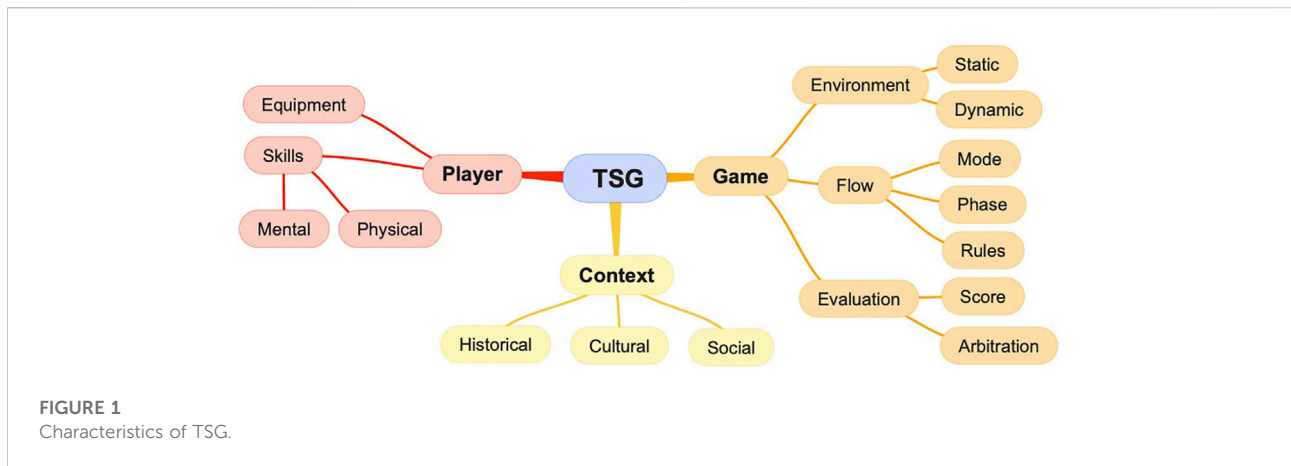 Static
Environment
Dynamic
Equipment
Mode
Skills
Player
TSG
Game
Flow
Phase
Mental
Physical
Rules
Context
Evaluation
Score
Historical
Cultural
Social
Arbitration
FIGURE 1
Characteristics of TSG.